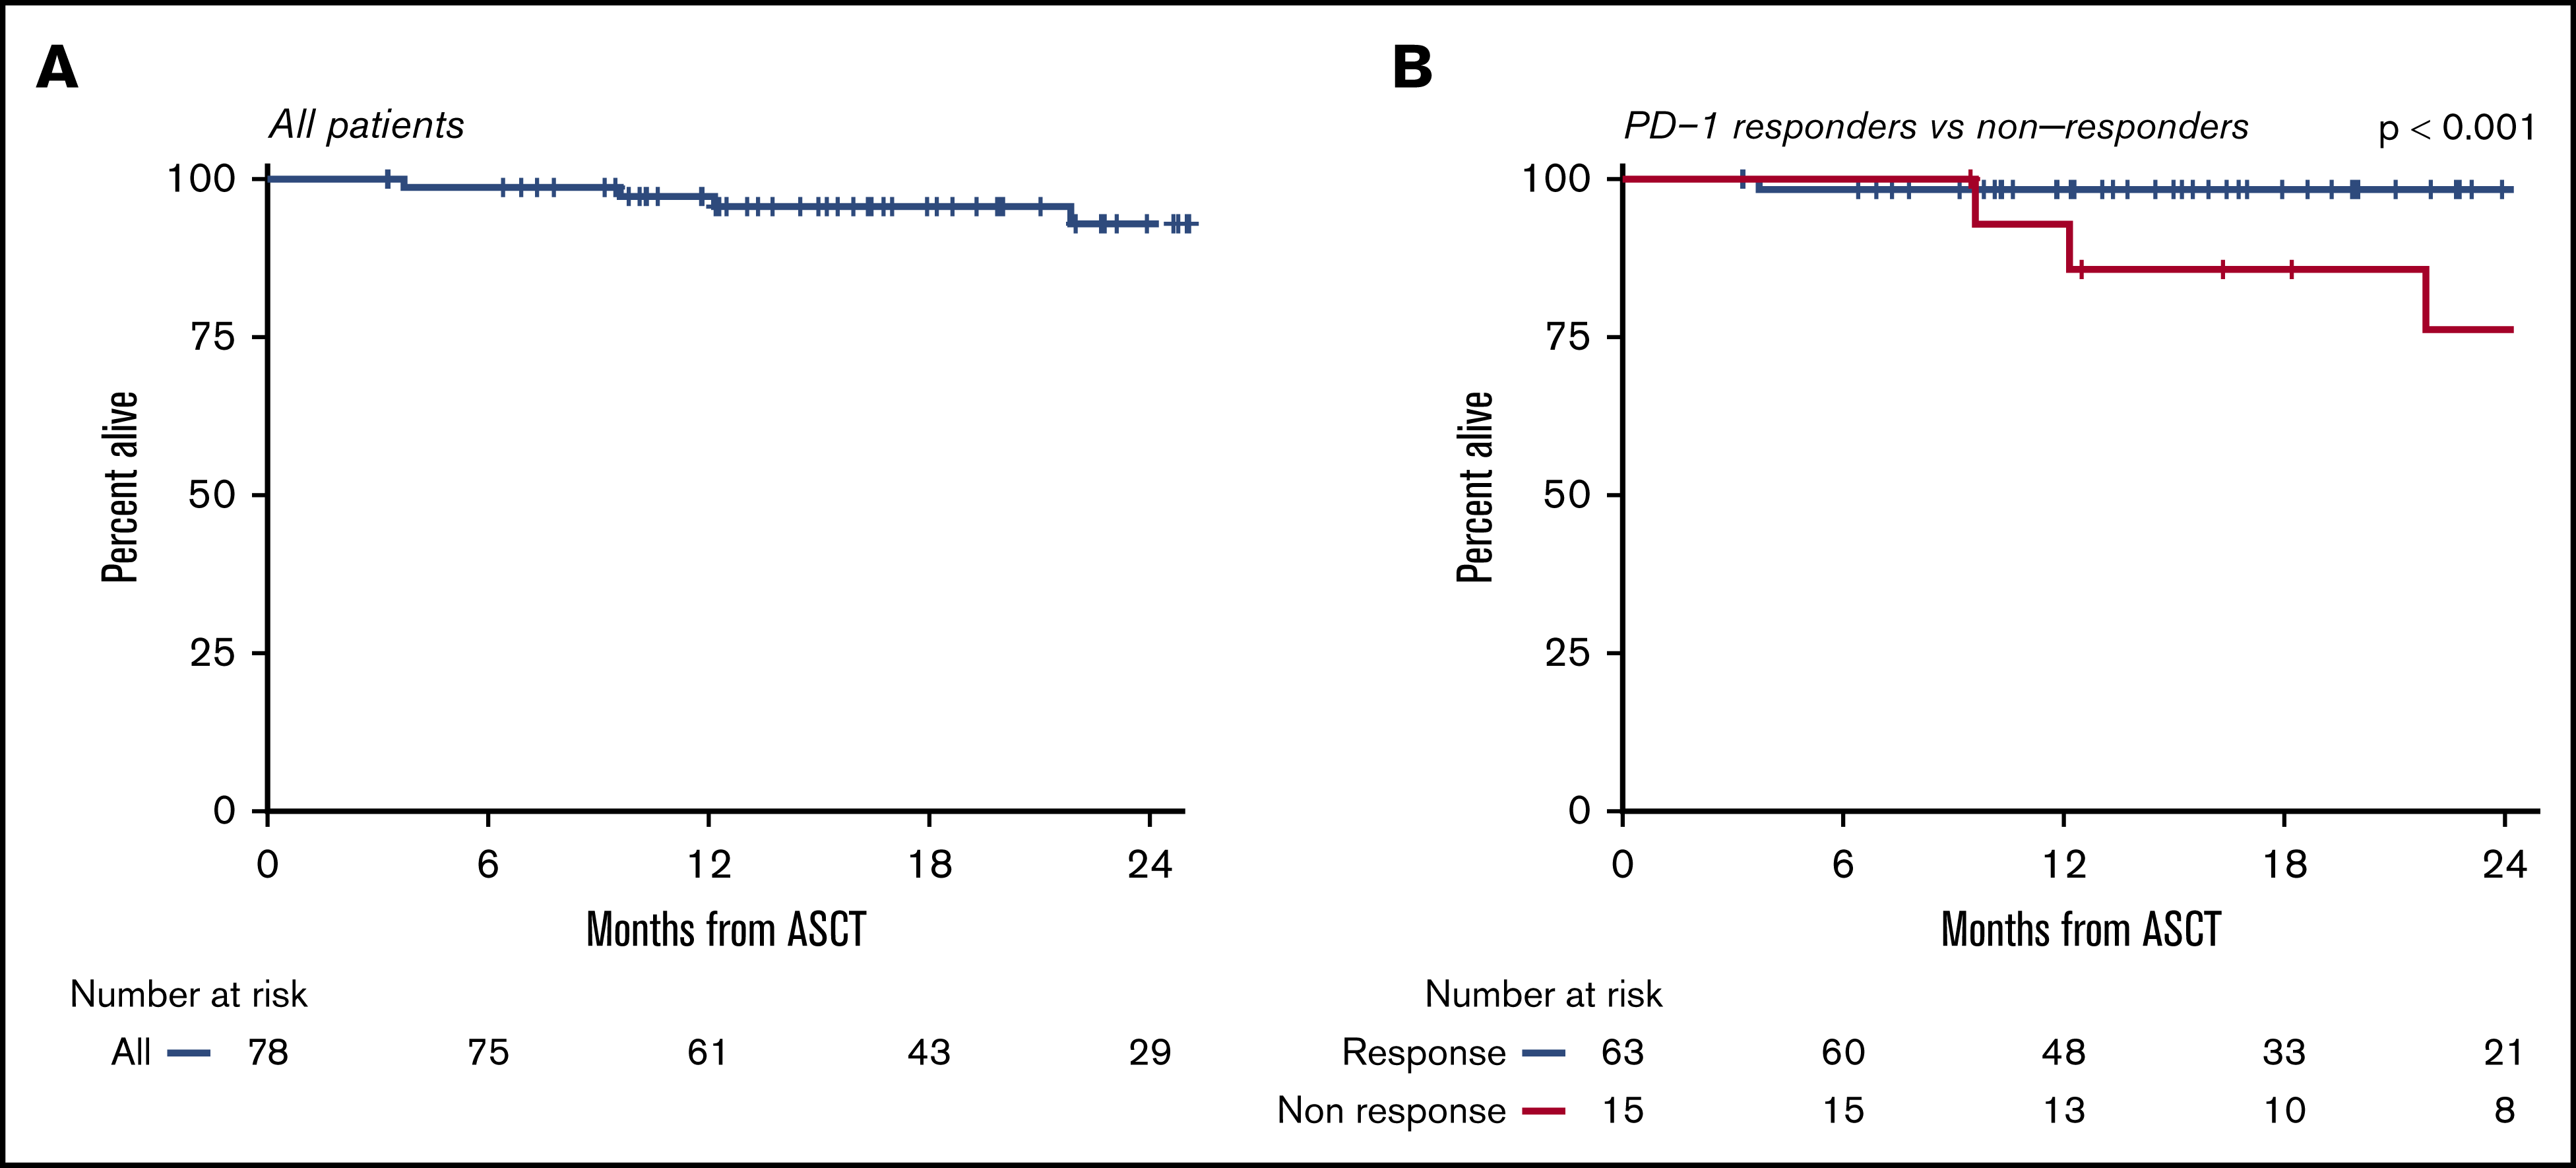 A
All patients
100
75
50
25
0
Percent alive
0 6 12 18 24
Months from ASCT
Number at risk
All 78 75 61 43 29
B
PD−1 responders vs non—responders p < 0.001
100
75
50
25
0
Percent alive
0 6 12 18 24
Months from ASCT
Number at risk
Response 63 60 48 33 21
Non response 15 15 13 10 8